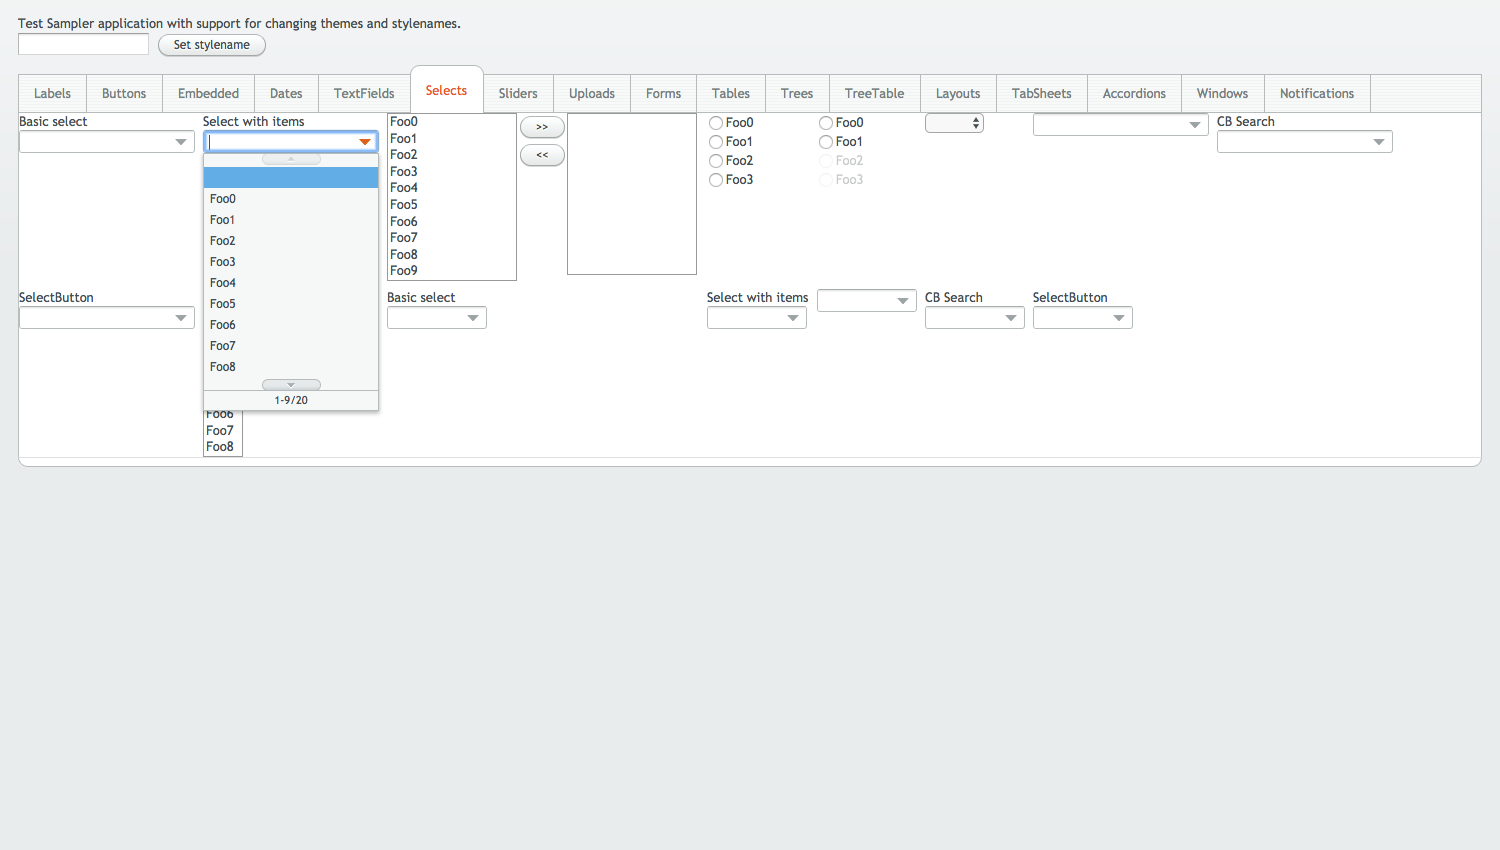 Test Sampler application with support for changing themes and stylenames.
Set stylename
Labels Buttons Embedded Dates TextFields Selects Sliders Uploads Forms Tables Trees TreeTable Layouts TabSheets Accordions Windows Notifications
Basic select
Select with items
Foo0
Foo1
Foo2
Foo3
Foo4
Foo5
Foo6
Foo7
Foo8
1-9/20
Foo0
Foo1
Foo2
Foo3
Foo4
Foo5
Foo6
Foo7
Foo8
Foo9
>>
<<
Foo0
Foo1
Foo2
Foo3
Foo0
Foo1
Foo2
Foo3
CB Search
SelectButton
Foo6
Foo7
Foo8
Basic select
Select with items
CB Search
SelectButton